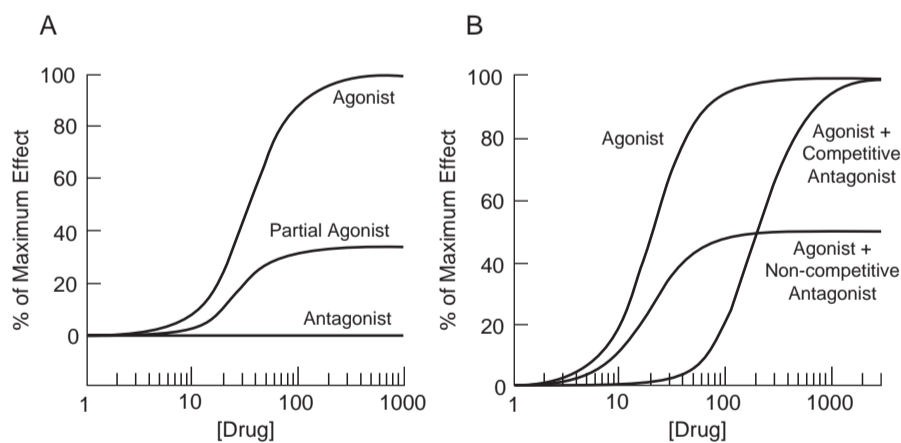 A
% of Maximum Effect
100
80
60
40
20
0
Agonist
Partial Agonist
Antagonist
1
10
100
1000
[Drug]
B
% of Maximum Effect
100
80
60
40
20
0
Agonist
Agonist +
Competitive
Antagonist
Agonist +
Non-competitive
Antagonist
1
10
100
1000
[Drug]